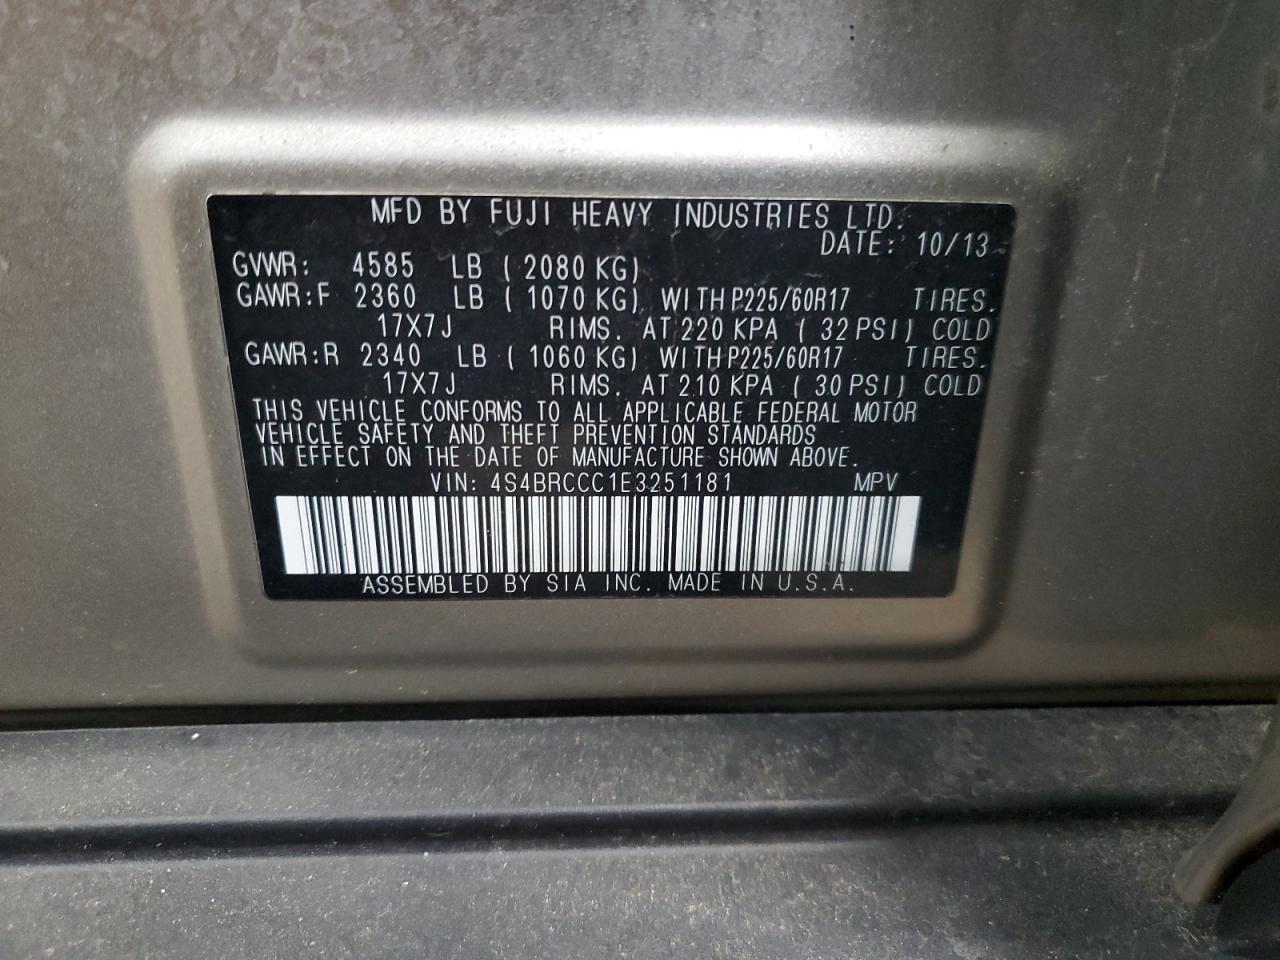 MFD BY FUJI HEAVY INDUSTRIES LTD.
DATE: 10/13
GVWR: 4585 LB (2080 KG)
GAWR:F 2360 LB (1070 KG) WITH P225/60R17 TIRES.
17X7J RIMS. AT 220 KPA (32 PSI) COLD
GAWR:R 2340 LB (1060 KG) WITH P225/60R17 TIRES.
17X7J RIMS. AT 210 KPA (30 PSI) COLD
THIS VEHICLE CONFORMS TO ALL APPLICABLE FEDERAL MOTOR
VEHICLE SAFETY AND THEFT PREVENTION STANDARDS
IN EFFECT ON THE DATE OF MANUFACTURE SHOWN ABOVE.
VIN: 4S4BRCCC1E3251181 MPV
ASSEMBLED BY SIA INC. MADE IN U.S.A.